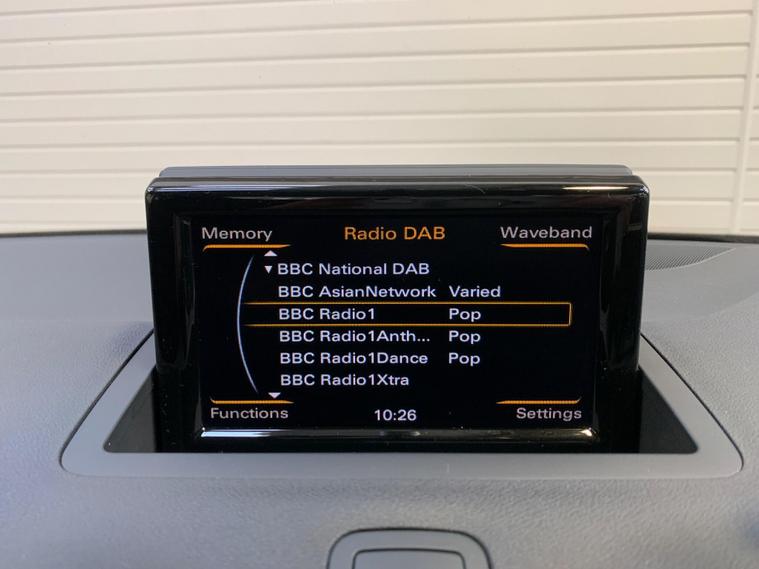 Memory Radio DAB Waveband
BBC National DAB
BBC AsianNetwork Varied
BBC Radio1 Pop
BBC Radio1Anth... Pop
BBC Radio1Dance Pop
BBC Radio1Xtra
Functions 10:26 Settings